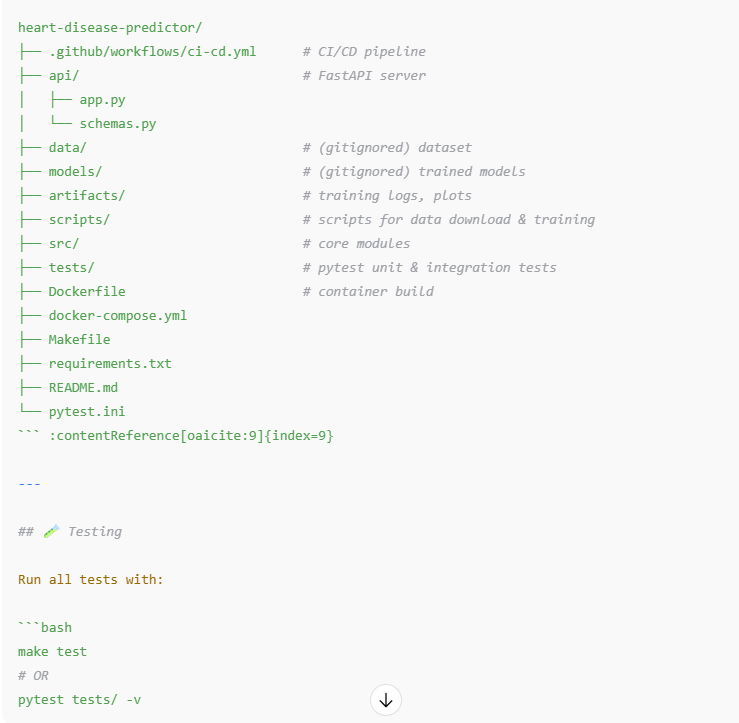 heart-disease-predictor/
├── .github/workflows/ci-cd.yml      # CI/CD pipeline
├── api/                             # FastAPI server
│   ├── app.py
│   └── schemas.py
├── data/                            # (gitignored) dataset
├── models/                          # (gitignored) trained models
├── artifacts/                       # training logs, plots
├── scripts/                         # scripts for data download & training
├── src/                             # core modules
├── tests/                           # pytest unit & integration tests
├── Dockerfile                       # container build
├── docker-compose.yml
├── Makefile
├── requirements.txt
├── README.md
└── pytest.ini
``` :contentReference[oaicite:9]{index=9}
---
## 🧪 Testing
Run all tests with:
```bash
make test
# OR
pytest tests/ -v